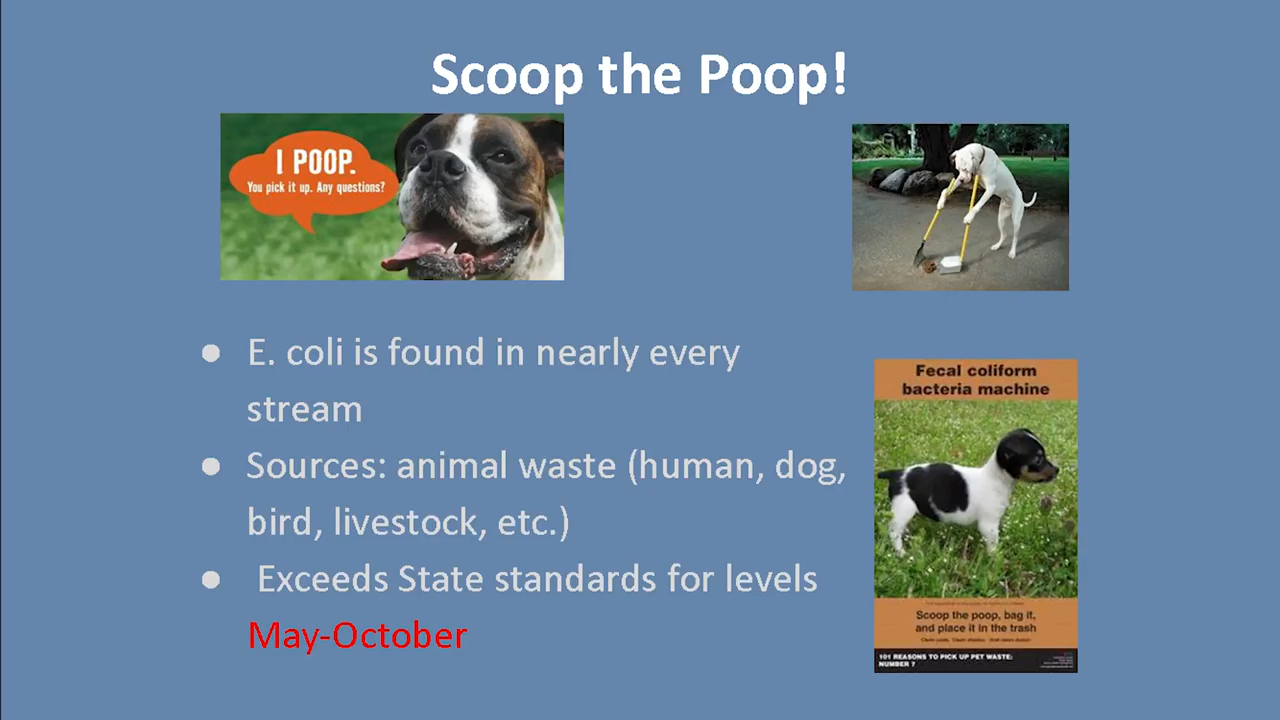 Scoop the Poop!
I POOP.
You pick it up. Any questions?
● E. coli is found in nearly every
stream
● Sources: animal waste (human, dog,
bird, livestock, etc.)
● Exceeds State standards for levels
May-October
Fecal coliform
bacteria machine
Scoop the poop, bag it,
and place it in the trash
101 REASONS TO PICK UP PET WASTE:
NUMBER 7